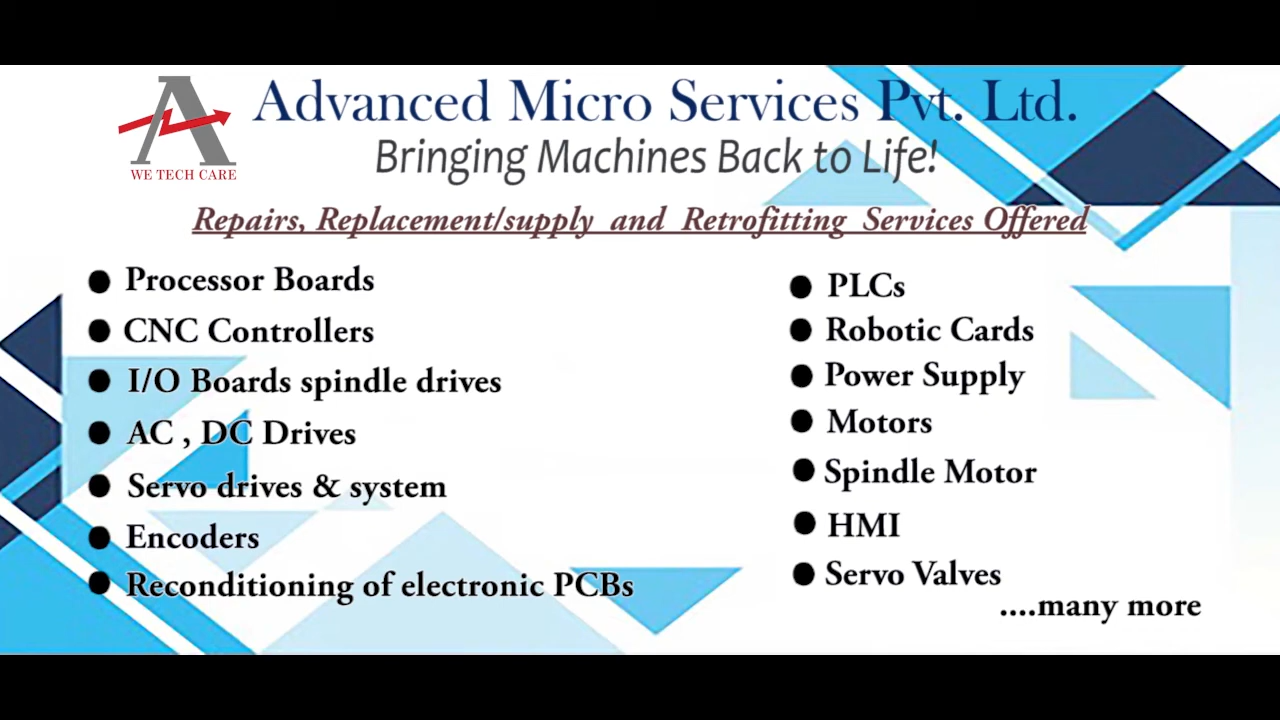 Advanced Micro Services Pvt. Ltd.
WE TECH CARE
Bringing Machines Back to Life!
Repairs, Replacement/supply and Retrofitting Services Offered
Processor Boards
CNC Controllers
I/O Boards spindle drives
AC , DC Drives
Servo drives & system
Encoders
Reconditioning of electronic PCBs
PLCs
Robotic Cards
Power Supply
Motors
Spindle Motor
HMI
Servo Valves
....many more